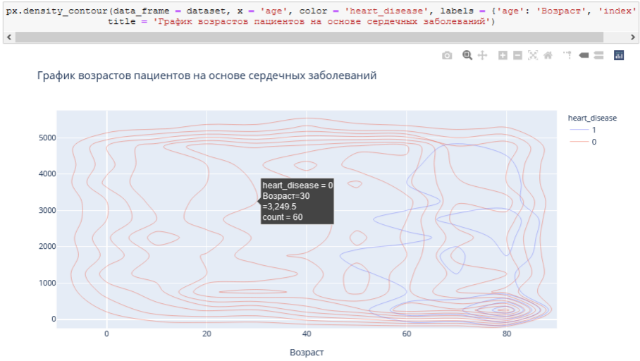 px.density_contour(data_frame = dataset, x = 'age', color = 'heart_disease', labels = {'age': 'Возраст', 'index'
title = 'График возрастов пациентов на основе сердечных заболеваний')
График возрастов пациентов на основе сердечных заболеваний
heart_disease
1
0
5000
4000
3000
2000
1000
0
heart_disease = 0
Возраст=30
=3,249.5
count = 60
0
20
40
60
80
Возраст